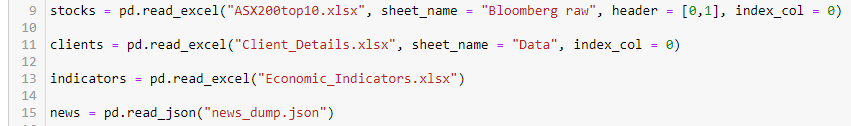 9 stocks = pd.read_excel("ASX200top10.xlsx", sheet_name = "Bloomberg raw", header = [0,1], index_col = 0)
10
11 clients = pd.read_excel("Client_Details.xlsx", sheet_name = "Data", index_col = 0)
12
13 indicators = pd.read_excel("Economic_Indicators.xlsx")
14
15 news = pd.read_json("news_dump.json")